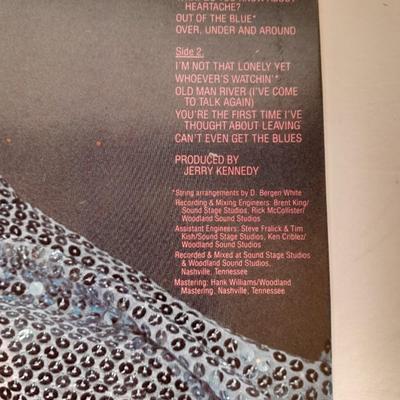 HEARTACHE?
OUT OF THE BLUE*
OVER, UNDER AND AROUND
Side 2.
I'M NOT THAT LONELY YET
WHOEVER'S WATCHIN'*
OLD MAN RIVER (I'VE COME
TO TALK AGAIN)
YOU'RE THE FIRST TIME I'VE
THOUGHT ABOUT LEAVING
CAN'T EVEN GET THE BLUES
PRODUCED BY
JERRY KENNEDY
*String arrangements by D. Bergen White
Recording & Mixing Engineers: Brent King/
Sound Stage Studios, Rick McCollister/
Woodland Sound Studios
Assistant Engineers: Steve Fralick & Tim
Kish/Sound Stage Studios, Ken Criblez/
Woodland Sound Studios
Recorded & Mixed at Sound Stage Studios
& Woodland Sound Studios,
Nashville, Tennessee
Mastering: Hank Williams/Woodland
Mastering, Nashville, Tennessee